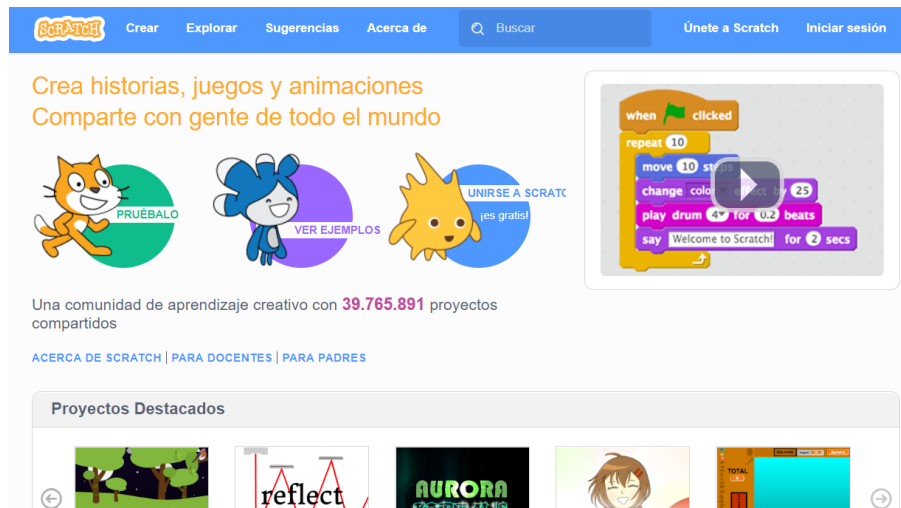 SCRATCH Crear Explorar Sugerencias Acerca de Buscar Únete a Scratch Iniciar sesión
Crea historias, juegos y animaciones
Comparte con gente de todo el mundo
PRUÉBALO
VER EJEMPLOS
UNIRSE A SCRATC
¡es gratis!
Una comunidad de aprendizaje creativo con 39.765.891 proyectos
compartidos
ACERCA DE SCRATCH | PARA DOCENTES | PARA PADRES
when clicked
repeat 10
move 10 steps
change color effect by 25
play drum 4 for 0.2 beats
say Welcome to Scratch! for 2 secs
Proyectos Destacados
reflect
AURORA
TOTAL